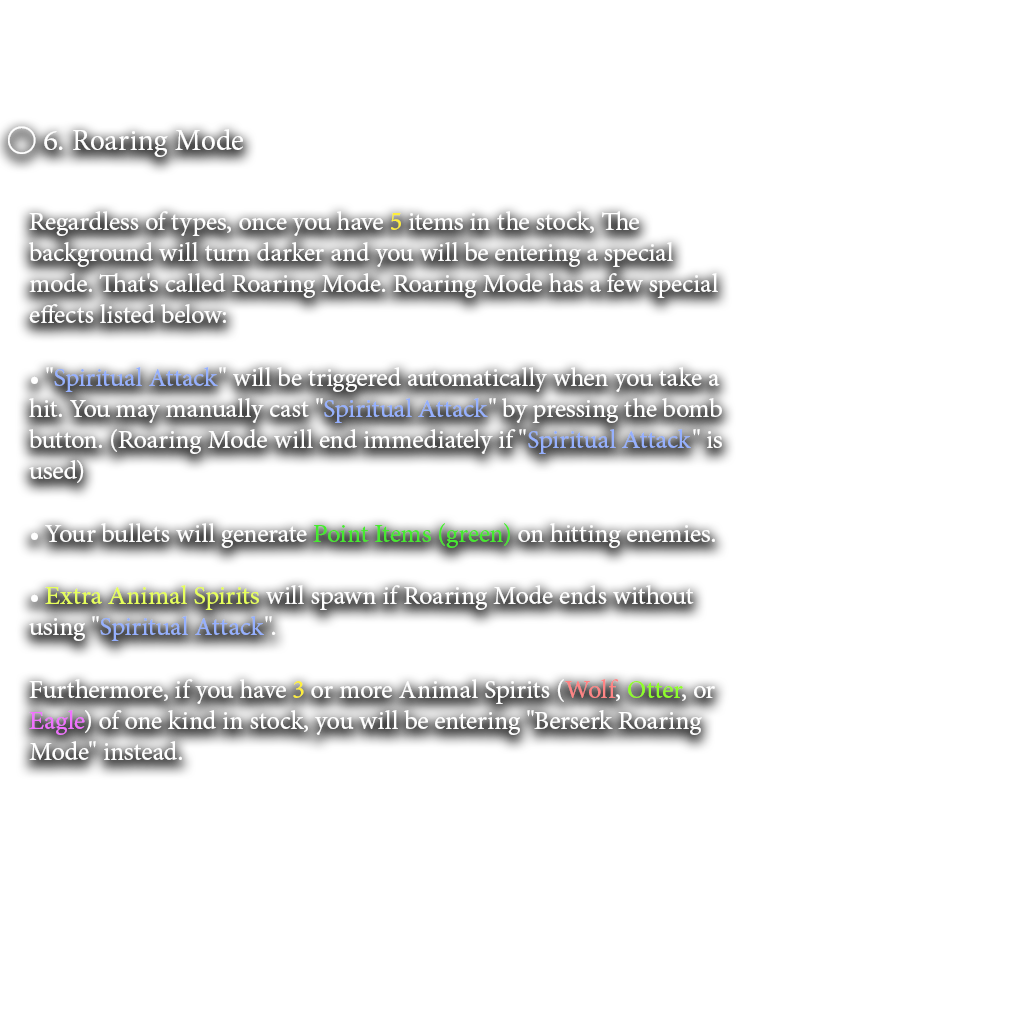 ○ 6. Roaring Mode
Regardless of types, once you have 5 items in the stock, The
background will turn darker and you will be entering a special
mode. That's called Roaring Mode. Roaring Mode has a few special
effects listed below:
• "Spiritual Attack" will be triggered automatically when you take a
hit. You may manually cast "Spiritual Attack" by pressing the bomb
button. (Roaring Mode will end immediately if "Spiritual Attack" is
used)
• Your bullets will generate Point Items (green) on hitting enemies.
• Extra Animal Spirits will spawn if Roaring Mode ends without
using "Spiritual Attack".
Furthermore, if you have 3 or more Animal Spirits (Wolf, Otter, or
Eagle) of one kind in stock, you will be entering "Berserk Roaring
Mode" instead.